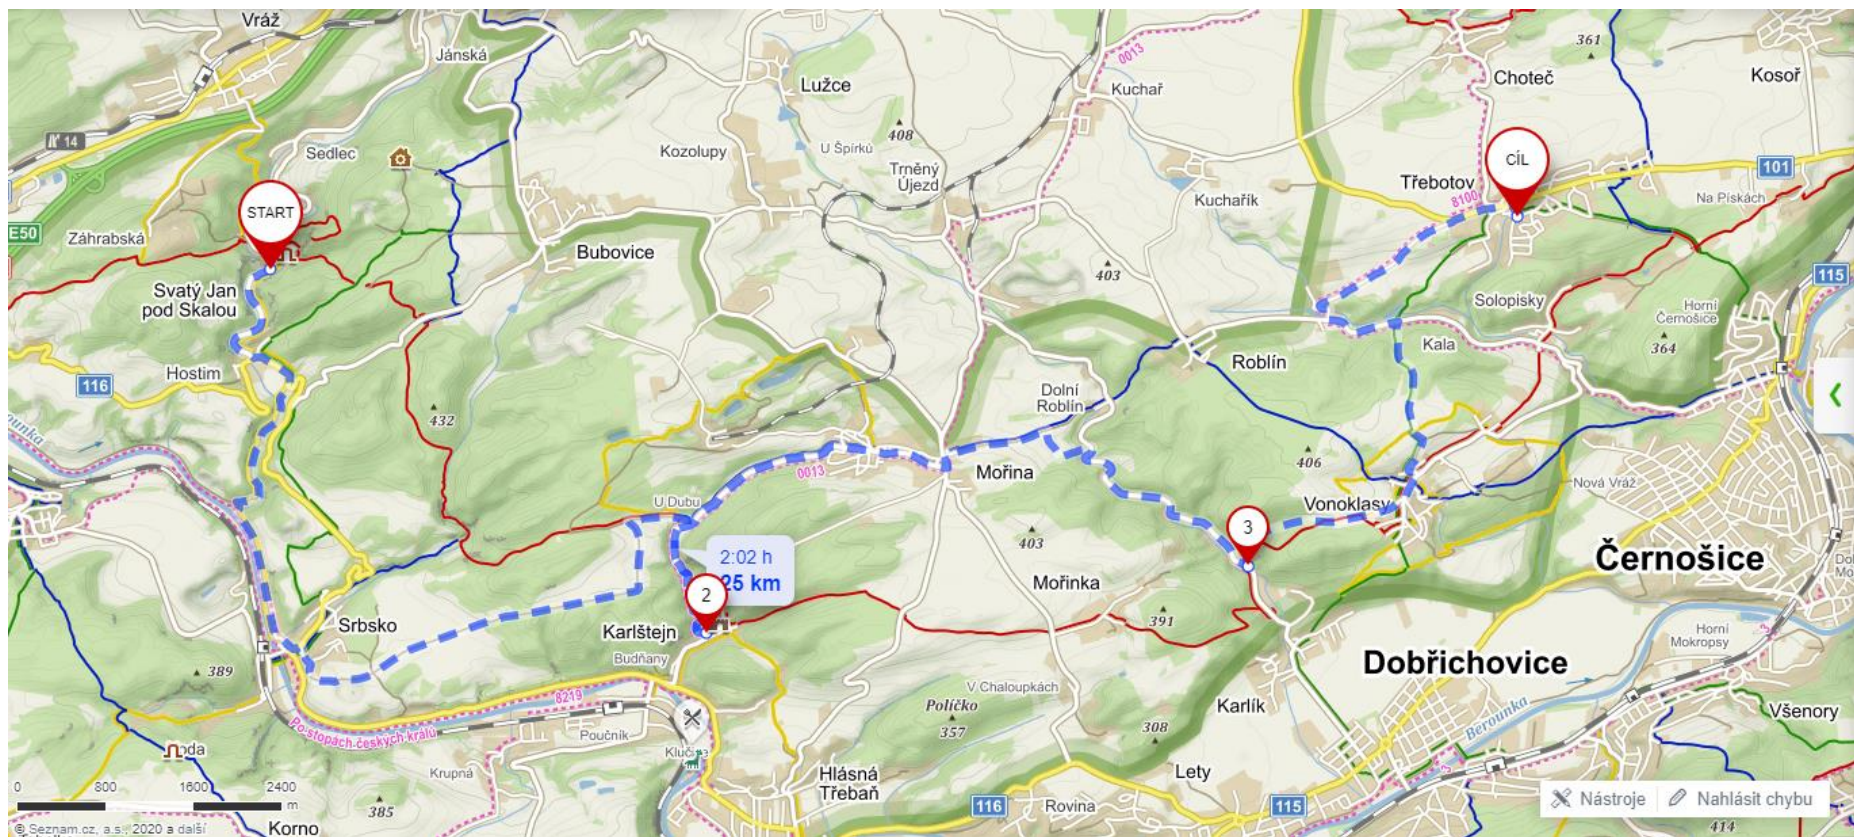 Vráž
Jánská
Lužce
Kuchař
0013
361
Choteč
Kosoř
14
Sedlec
Kozolupy
408
U Špírků
Trněný
Újezd
Kuchařík
Třebotov
CÍL
101
8100
Na Pískách
START
E50
Záhrabská
Bubovice
403
115
Svatý Jan
pod Skalou
Solopisky
Horní
Černošice
Kala
364
Roblín
Hostim
116
Dolní
Roblín
432
406
0013
Mořina
Nová Vráž
U Dubu
Vonoklasy
3
403
Černošice
2:02 h
25 km
2
Mořinka
Srbsko
Karlštejn
391
Horní
Mokropsy
3
Budňany
389
Dobřichovice
V Chaloupkách
8219
Karlík
Políčko
357
Berounka
Všenory
Po stopách českých králů
Poučník
308
Krupná
Hlásná
Třebaň
Lety
3
0 800 1600 2400
m
385
116
Rovina
115
Nástroje
Nahlásit chybu
414
© Seznam.cz, a.s., 2020 a další
Korno